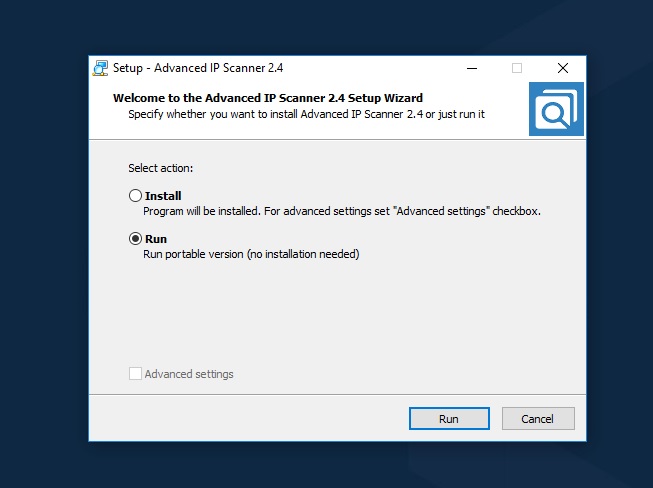 Setup - Advanced IP Scanner 2.4
Welcome to the Advanced IP Scanner 2.4 Setup Wizard
Specify whether you want to install Advanced IP Scanner 2.4 or just run it
Select action:
Install
Program will be installed. For advanced settings set "Advanced settings" checkbox.
Run
Run portable version (no installation needed)
Advanced settings
Run Cancel